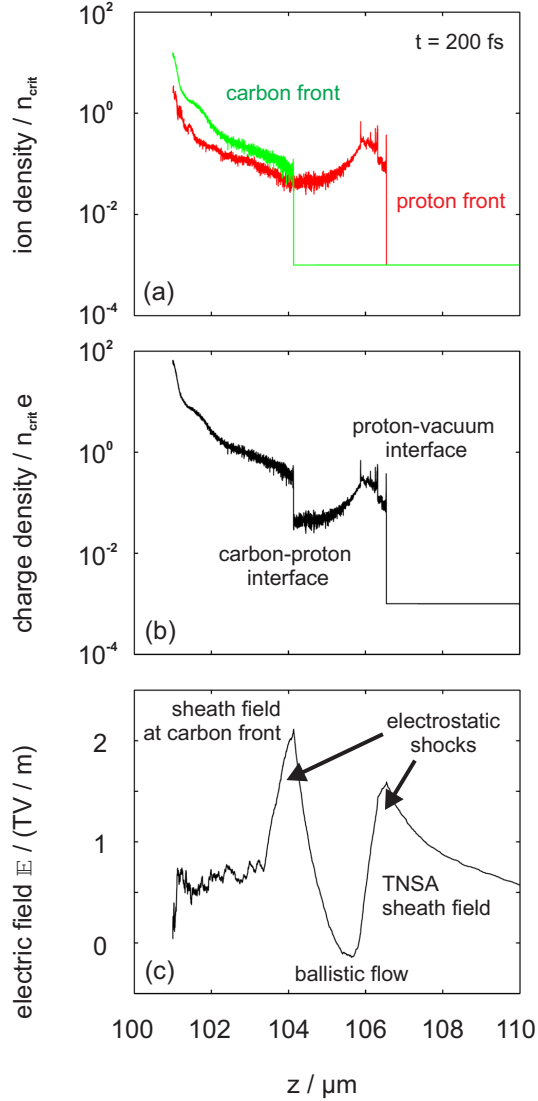 10²
t = 200 fs
carbon front
10⁰
ion density / n_crit
proton front
10⁻²
(a)
10⁻⁴
10²
proton-vacuum
interface
10⁰
charge density / n_crit e
10⁻²
carbon-proton
interface
(b)
10⁻⁴
sheath field
at carbon front
electrostatic
shocks
2
electric field 𝔼 / (TV / m)
1
TNSA
sheath field
0
(c)
ballistic flow
100 102 104 106 108 110
z / µm